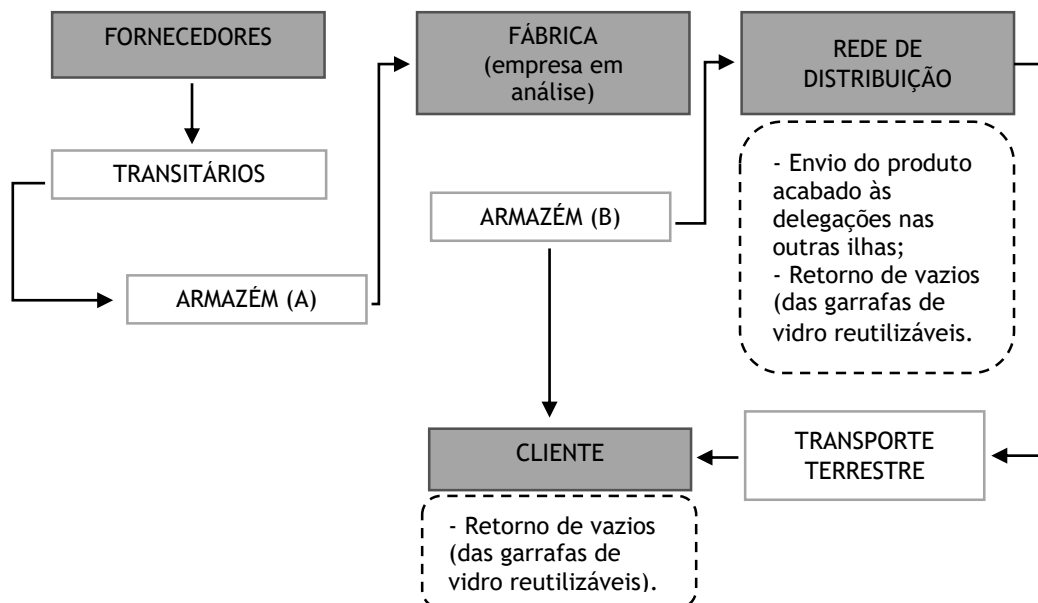 FORNECEDORES
TRANSITÁRIOS
ARMAZÉM (A)
FÁBRICA
(empresa em
análise)
ARMAZÉM (B)
REDE DE
DISTRIBUIÇÃO
- Envio do produto
acabado às
delegações nas
outras ilhas;
- Retorno de vazios
(das garrafas de
vidro reutilizáveis.
TRANSPORTE
TERRESTRE
CLIENTE
- Retorno de vazios
(das garrafas de
vidro reutilizáveis).